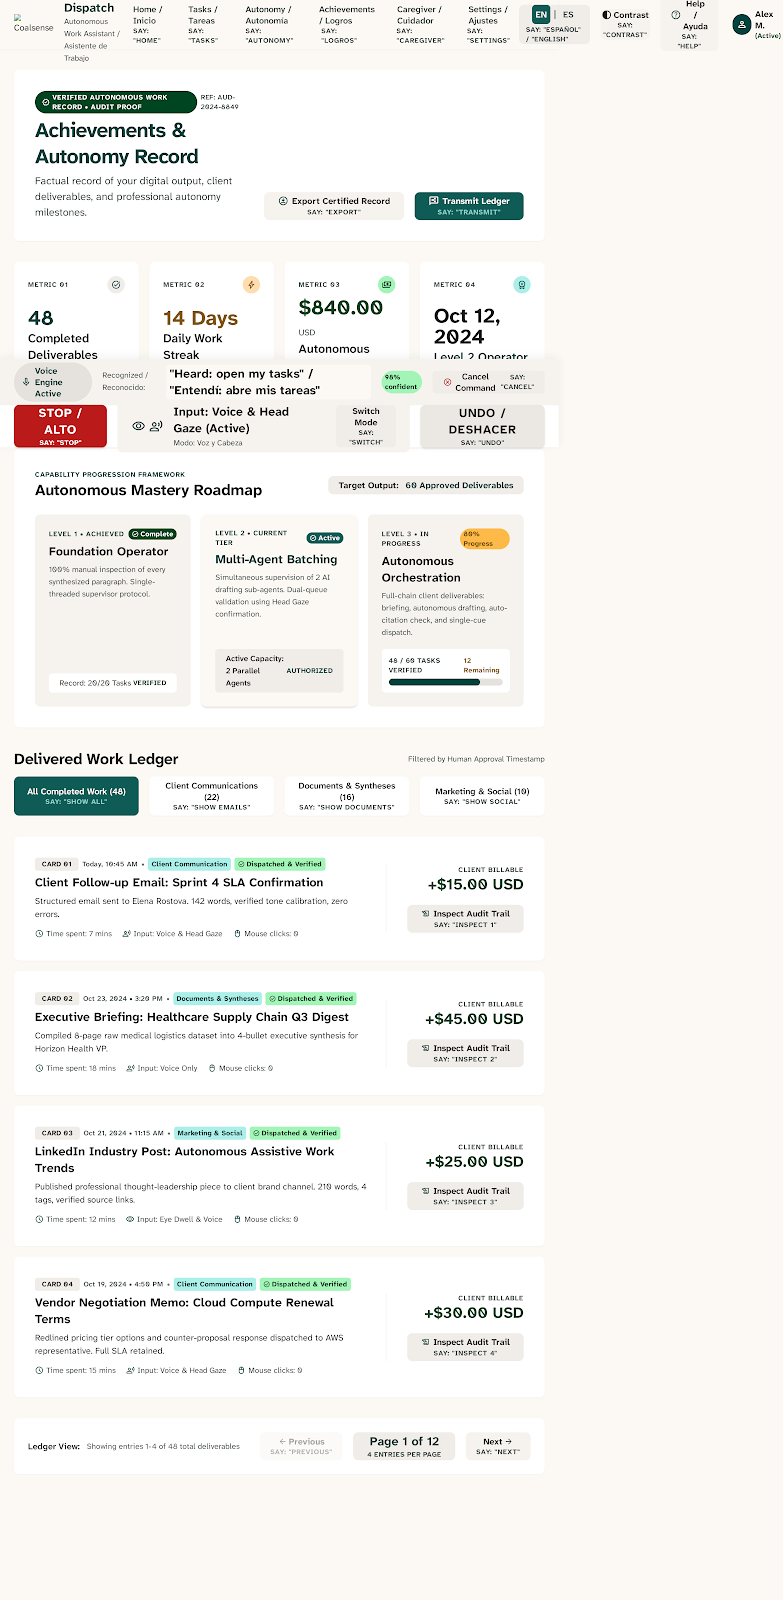 Coalsense
Dispatch
Autonomous
Work Assistant /
Asistente de
Trabajo
Home /
Inicio
SAY:
"HOME"
Tasks /
Tareas
SAY:
"TASKS"
Autonomy /
Autonomía
SAY:
"AUTONOMY"
Achievements
/ Logros
SAY:
"LOGROS"
Caregiver /
Cuidador
SAY:
"CAREGIVER"
Settings /
Ajustes
SAY:
"SETTINGS"
EN | ES
SAY: "ESPAÑOL"
/ "ENGLISH"
Contrast
SAY:
"CONTRAST"
Help
/
Ayuda
SAY:
"HELP"
Alex
M.
(Active)
VERIFIED AUTONOMOUS WORK
RECORD • AUDIT PROOF
REF: AUD-
2024-8849
Achievements &
Autonomy Record
Factual record of your digital output, client
deliverables, and professional autonomy
milestones.
Export Certified Record
SAY: "EXPORT"
Transmit Ledger
SAY: "TRANSMIT"
METRIC 01
48
Completed
Deliverables
METRIC 02
14 Days
Daily Work
Streak
METRIC 03
$840.00
USD
Autonomous
METRIC 04
Oct 12,
2024
Level 2 Operator
Voice
Engine
Active
Recognized /
Reconocido:
"Heard: open my tasks" /
"Entendí: abre mis tareas"
98%
confident
Cancel
Command
SAY:
"CANCEL"
STOP /
ALTO
SAY: "STOP"
Input: Voice & Head
Gaze (Active)
Modo: Voz y Cabeza
Switch
Mode
SAY:
"SWITCH"
UNDO /
DESHACER
SAY: "UNDO"
CAPABILITY PROGRESSION FRAMEWORK
Autonomous Mastery Roadmap
Target Output: 60 Approved Deliverables
LEVEL 1 • ACHIEVED
Complete
Foundation Operator
100% manual inspection of every
synthesized paragraph. Single-
threaded supervisor protocol.
Record: 20/20 Tasks VERIFIED
LEVEL 2 • CURRENT
TIER
Active
Multi-Agent Batching
Simultaneous supervision of 2 AI
drafting sub-agents. Dual-queue
validation using Head Gaze
confirmation.
Active Capacity:
2 Parallel
Agents
AUTHORIZED
LEVEL 3 • IN
PROGRESS
80%
Progress
Autonomous
Orchestration
Full-chain client deliverables:
briefing, autonomous drafting, auto-
citation check, and single-cue
dispatch.
48 / 60 TASKS
VERIFIED
12
Remaining
Delivered Work Ledger
Filtered by Human Approval Timestamp
All Completed Work (48)
SAY: "SHOW ALL"
Client Communications
(22)
SAY: "SHOW EMAILS"
Documents & Syntheses
(16)
SAY: "SHOW DOCUMENTS"
Marketing & Social (10)
SAY: "SHOW SOCIAL"
CARD 01 Today, 10:45 AM • Client Communication Dispatched & Verified
Client Follow-up Email: Sprint 4 SLA Confirmation
Structured email sent to Elena Rostova. 142 words, verified tone calibration, zero
errors.
Time spent: 7 mins Input: Voice & Head Gaze Mouse clicks: 0
CLIENT BILLABLE
+$15.00 USD
Inspect Audit Trail
SAY: "INSPECT 1"
CARD 02 Oct 23, 2024 • 3:20 PM • Documents & Syntheses Dispatched & Verified
Executive Briefing: Healthcare Supply Chain Q3 Digest
Compiled 8-page raw medical logistics dataset into 4-bullet executive synthesis for
Horizon Health VP.
Time spent: 18 mins Input: Voice Only Mouse clicks: 0
CLIENT BILLABLE
+$45.00 USD
Inspect Audit Trail
SAY: "INSPECT 2"
CARD 03 Oct 21, 2024 • 11:15 AM • Marketing & Social Dispatched & Verified
LinkedIn Industry Post: Autonomous Assistive Work
Trends
Published professional thought-leadership piece to client brand channel. 210 words, 4
tags, verified source links.
Time spent: 12 mins Input: Eye Dwell & Voice Mouse clicks: 0
CLIENT BILLABLE
+$25.00 USD
Inspect Audit Trail
SAY: "INSPECT 3"
CARD 04 Oct 19, 2024 • 4:50 PM • Client Communication Dispatched & Verified
Vendor Negotiation Memo: Cloud Compute Renewal
Terms
Redlined pricing tier options and counter-proposal response dispatched to AWS
representative. Full SLA retained.
Time spent: 15 mins Input: Voice & Head Gaze Mouse clicks: 0
CLIENT BILLABLE
+$30.00 USD
Inspect Audit Trail
SAY: "INSPECT 4"
Ledger View: Showing entries 1-4 of 48 total deliverables
← Previous
SAY: "PREVIOUS"
Page 1 of 12
4 ENTRIES PER PAGE
Next →
SAY: "NEXT"